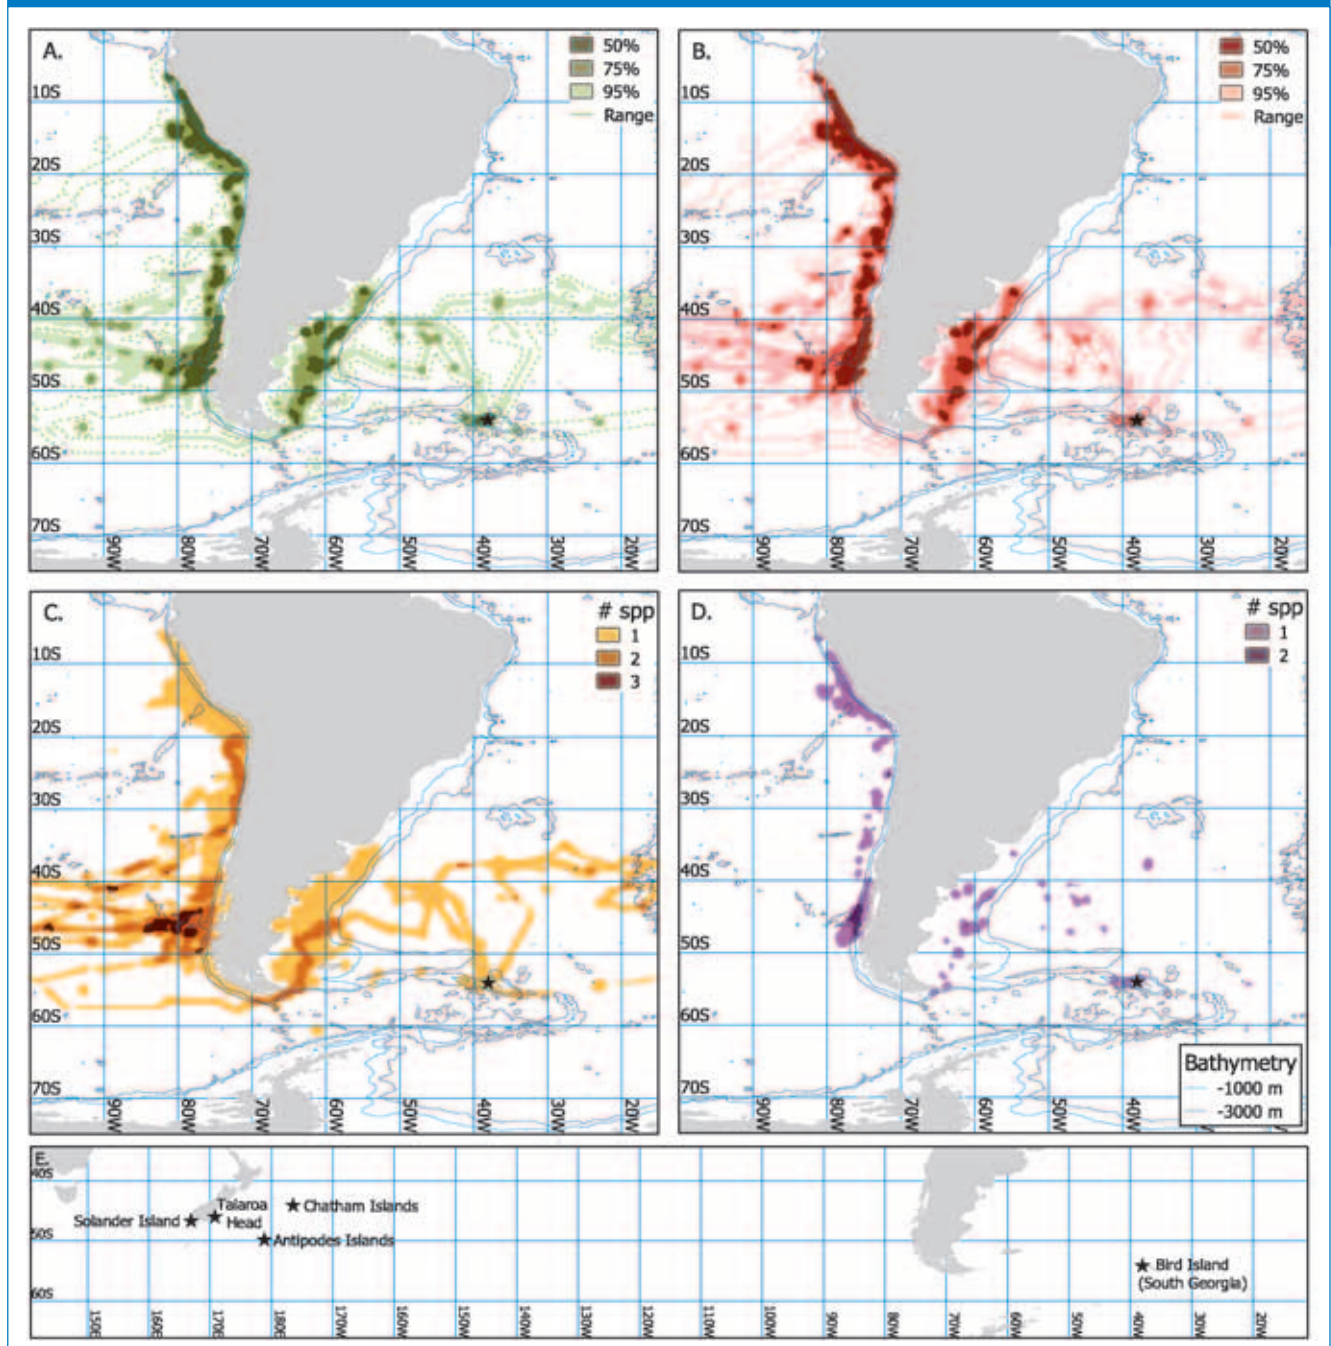 A.
50%
75%
95%
Range
10S
20S
30S
40S
50S
60S
70S
90W
80W
70W
60W
50W
40W
30W
20W
B.
50%
75%
95%
Range
10S
20S
30S
40S
50S
60S
70S
90W
80W
70W
60W
50W
40W
30W
20W
C.
# spp
1
2
3
10S
20S
30S
40S
50S
60S
70S
90W
80W
70W
60W
50W
40W
30W
20W
D.
# spp
1
2
10S
20S
30S
40S
50S
60S
70S
90W
80W
70W
60W
50W
40W
Bathymetry
-1000 m
-3000 m
E.
40S
50S
60S
Solander Island
Taiaroa
Head
Chatham Islands
Antipodes Islands
Bird Island
(South Georgia)
150E
160E
170E
180E
170W
160W
150W
140W
130W
120W
110W
100W
90W
80W
70W
60W
50W
40W
30W
20W